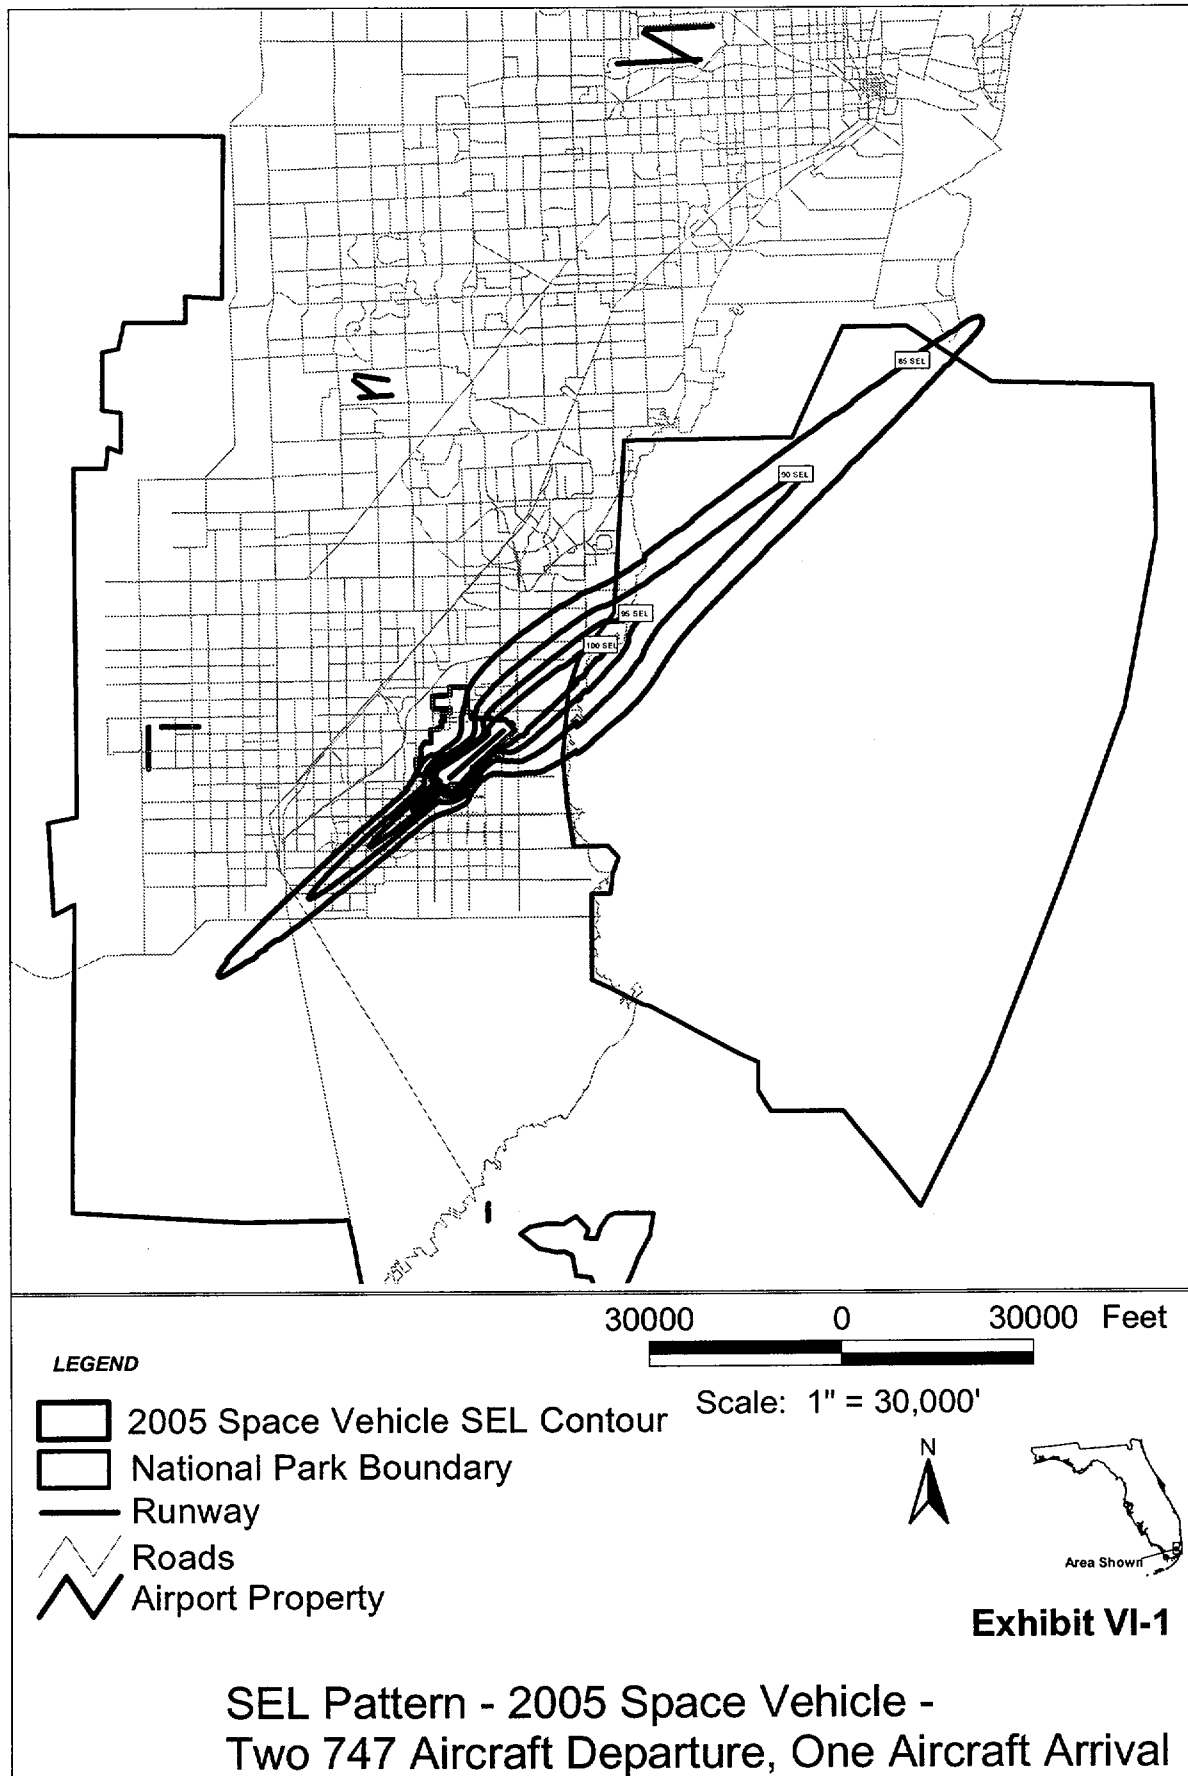 85 SEL
90 SEL
95 SEL
100 SEL
30000 0 30000 Feet
LEGEND
Scale: 1" = 30,000'
2005 Space Vehicle SEL Contour
National Park Boundary
Runway
Roads
Airport Property
N
Area Shown
Exhibit VI-1
SEL Pattern - 2005 Space Vehicle -
Two 747 Aircraft Departure, One Aircraft Arrival